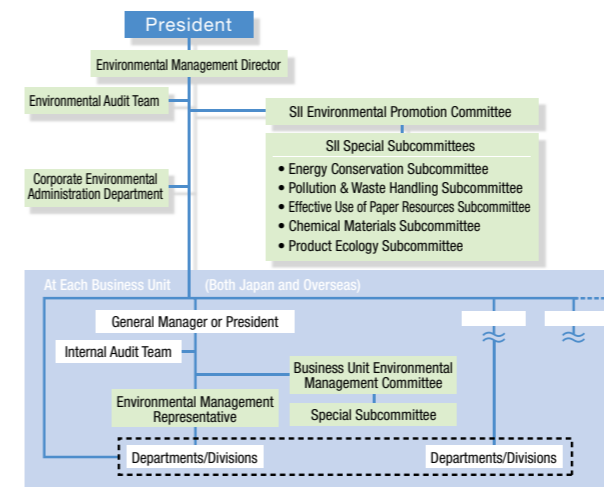 President
Environmental Management Director
Environmental Audit Team
SII Environmental Promotion Committee
SII Special Subcommittees
• Energy Conservation Subcommittee
• Pollution & Waste Handling Subcommittee
• Effective Use of Paper Resources Subcommittee
• Chemical Materials Subcommittee
• Product Ecology Subcommittee
Corporate Environmental
Administration Department
At Each Business Unit (Both Japan and Overseas)
General Manager or President
Internal Audit Team
Business Unit Environmental
Management Committee
Environmental Management
Representative
Special Subcommittee
Departments/Divisions
Departments/Divisions